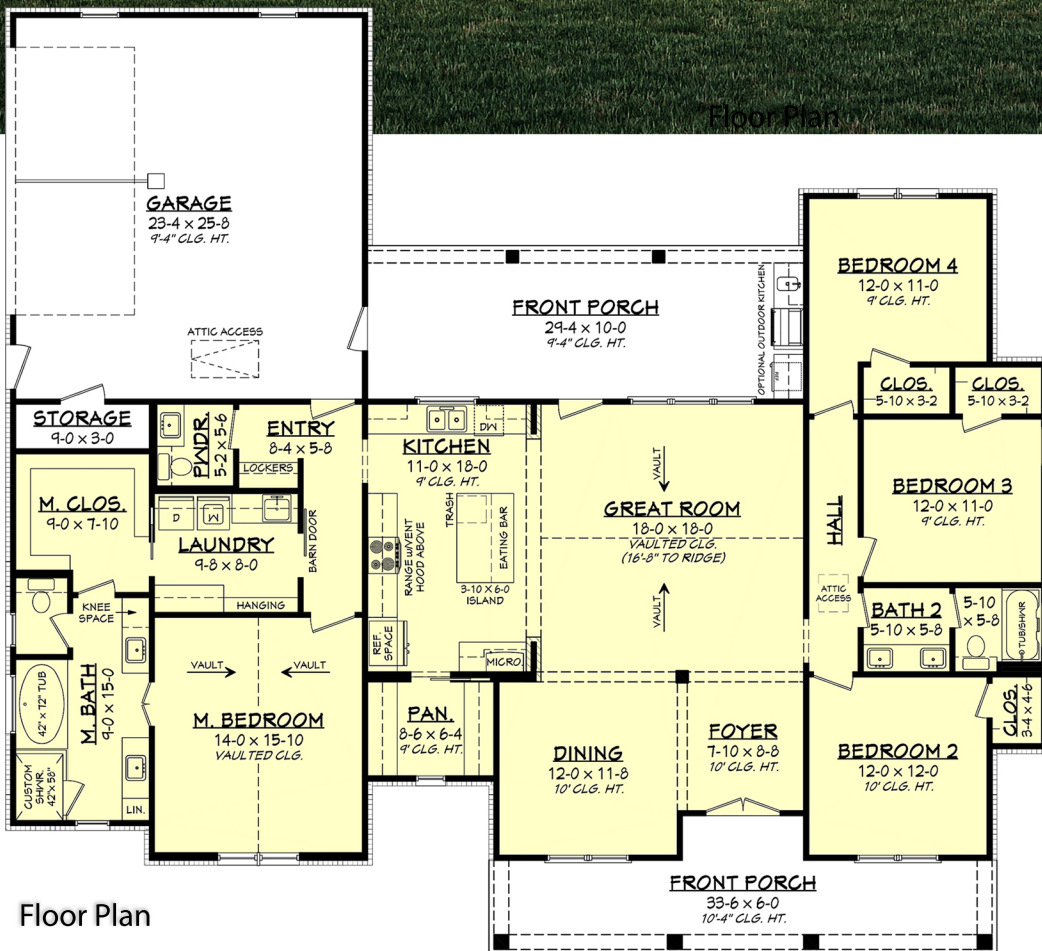 Floor Plan
GARAGE
23-4 x 25-8
9'-4" CLG. HT.
ATTIC ACCESS
FRONT PORCH
29-4 x 10-0
9'-4" CLG. HT.
OPTIONAL OUTDOOR KITCHEN
REF.
BEDROOM 4
12-0 x 11-0
9' CLG. HT.
CLOS.
5-10 x 3-2
CLOS.
5-10 x 3-2
STORAGE
9-0 x 3-0
PWDR.
5-2 x 5-6
ENTRY
8-4 x 5-8
LOCKERS
KITCHEN
11-0 x 18-0
9' CLG. HT.
DW
TRASH
EATING BAR
RANGE w/VENT
HOOD ABOVE
3-10 x 6-0
ISLAND
REF.
SPACE
MICRO.
VAULT
GREAT ROOM
18-0 x 18-0
VAULTED CLG.
(16'-8" TO RIDGE)
VAULT
HALL
ATTIC
ACCESS
BEDROOM 3
12-0 x 11-0
9' CLG. HT.
M. CLOS.
9-0 x 7-10
D
W
LAUNDRY
9-8 x 8-0
HANGING
BARN DOOR
BATH 2
5-10 x 5-8
5-10
x 5-8
TUB/SHWR
KNEE
SPACE
M. BATH
9-0 x 15-0
42" x 72" TUB
CUSTOM
SHWR.
42"x 58"
LIN.
VAULT
VAULT
M. BEDROOM
14-0 x 15-10
VAULTED CLG.
PAN.
8-6 x 6-4
9' CLG. HT.
DINING
12-0 x 11-8
10' CLG. HT.
FOYER
7-10 x 8-8
10' CLG. HT.
BEDROOM 2
12-0 x 12-0
10' CLG. HT.
CLOS.
3-4 x 4-6
FRONT PORCH
33-6 x 6-0
10'-4" CLG. HT.
Floor Plan